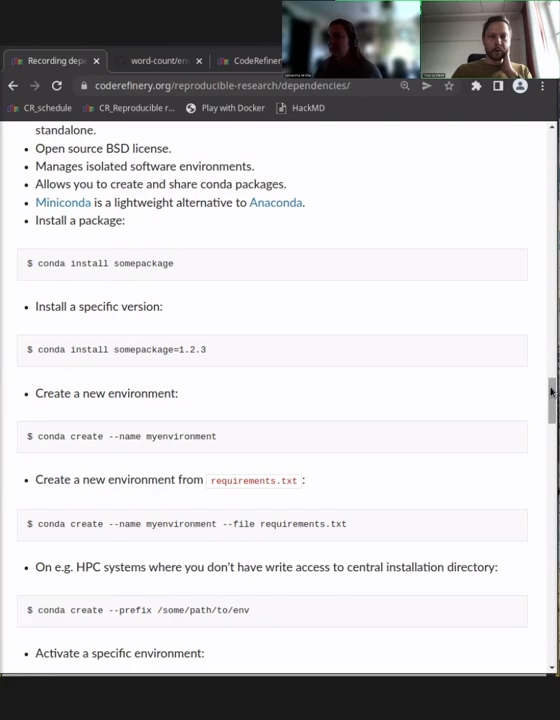 Recording depe
word-count/en
CodeRefiner
coderefinery.org/reproducible-research/dependencies/
CR_schedule
CR_Reproducible r...
Play with Docker
HackMD
standalone.
• Open source BSD license.
• Manages isolated software environments.
• Allows you to create and share conda packages.
• Miniconda is a lightweight alternative to Anaconda.
• Install a package:
$ conda install somepackage
• Install a specific version:
$ conda install somepackage=1.2.3
• Create a new environment:
$ conda create --name myenvironment
• Create a new environment from requirements.txt :
$ conda create --name myenvironment --file requirements.txt
• On e.g. HPC systems where you don't have write access to central installation directory:
$ conda create --prefix /some/path/to/env
• Activate a specific environment: